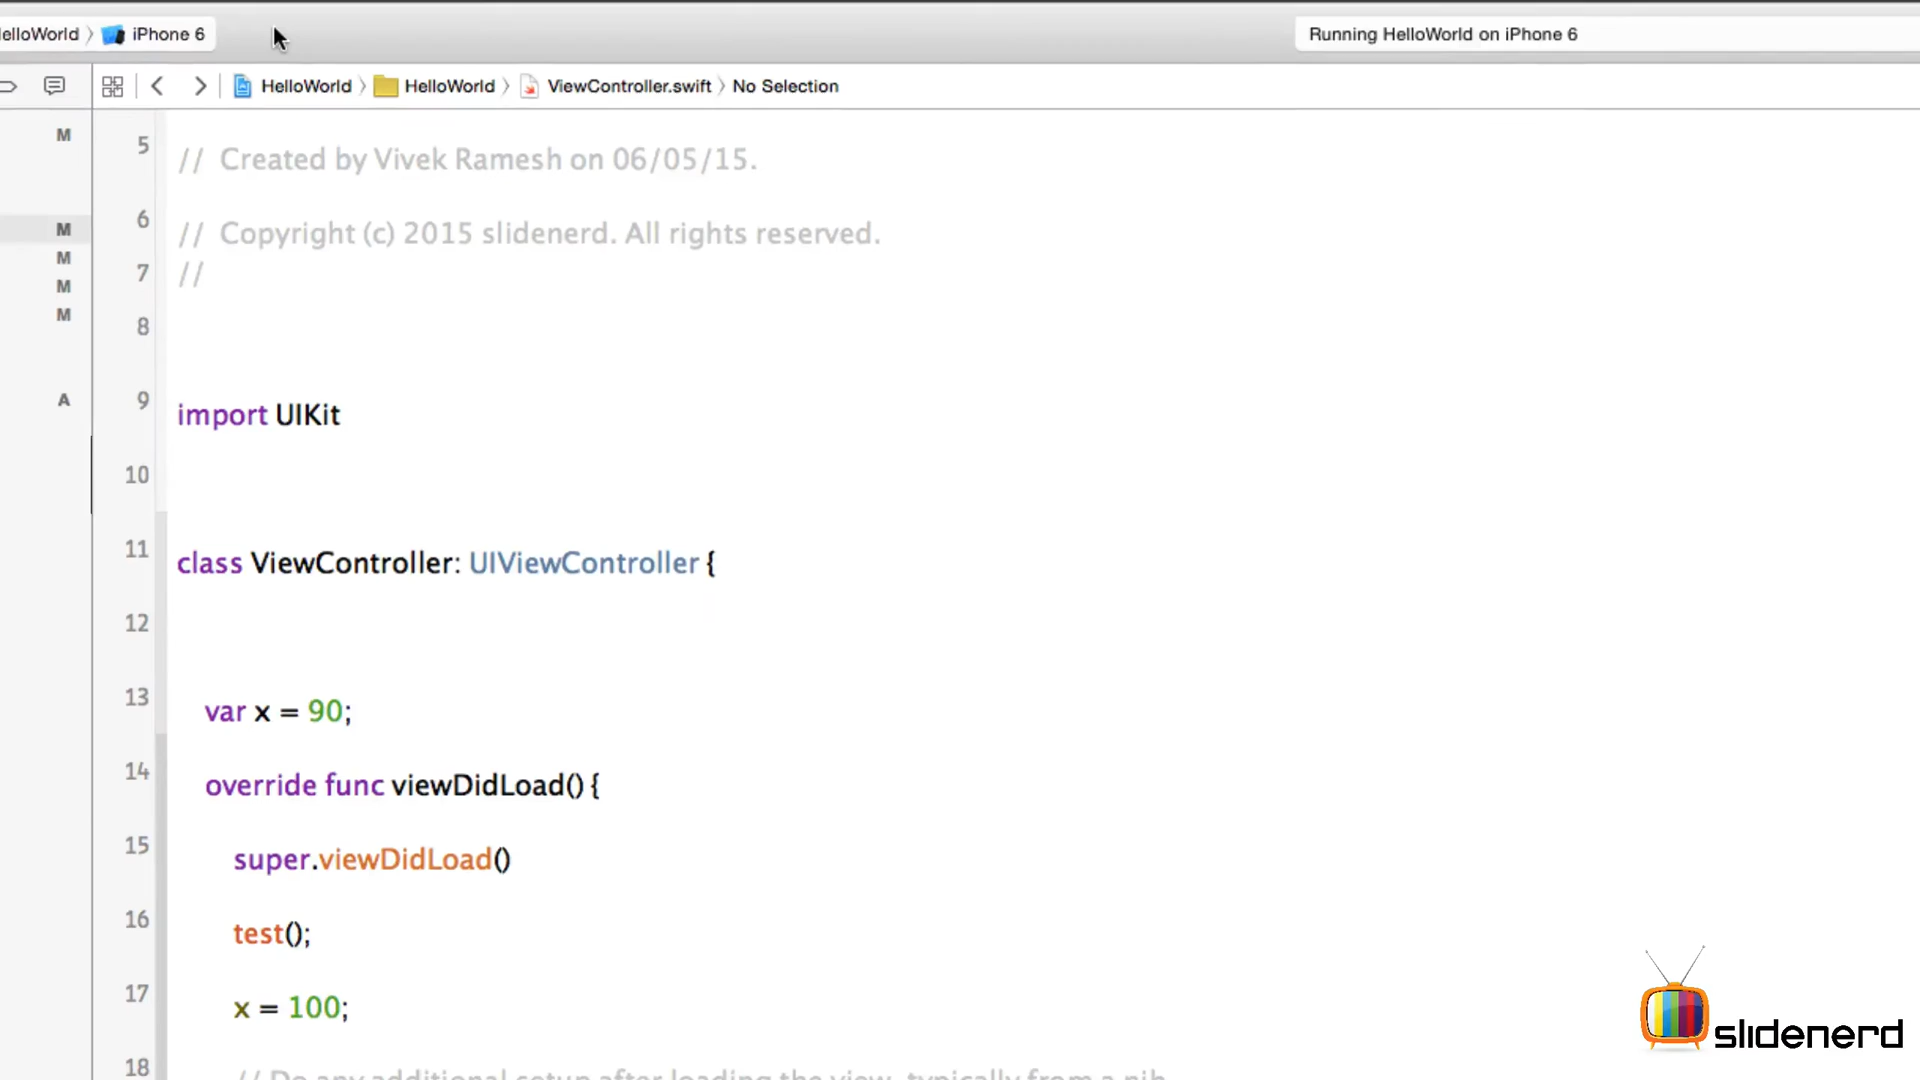 elloWorld 〉 iPhone 6
Running HelloWorld on iPhone 6
HelloWorld 〉 HelloWorld 〉 ViewController.swift 〉 No Selection
M
5 // Created by Vivek Ramesh on 06/05/15.
6 // Copyright (c) 2015 slidenerd. All rights reserved.
M
M
7 //
M
M
8
A
9 import UIKit
10
11 class ViewController: UIViewController {
12
13 var x = 90;
14 override func viewDidLoad() {
15 super.viewDidLoad()
16 test();
17 x = 100;
18 // Do any additional setup after loading the view, typically from a nib.
slidenerd